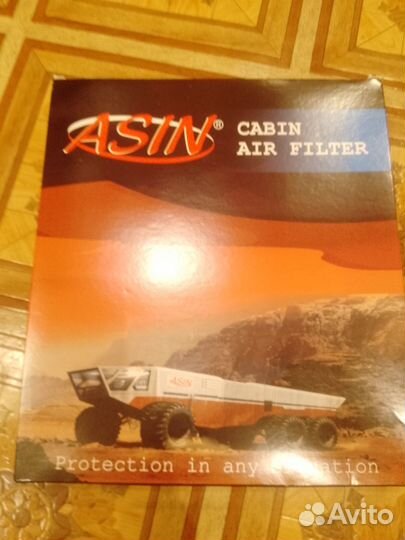 ASIN®
CABIN
AIR FILTER
ASIN
Protection in any
Avito